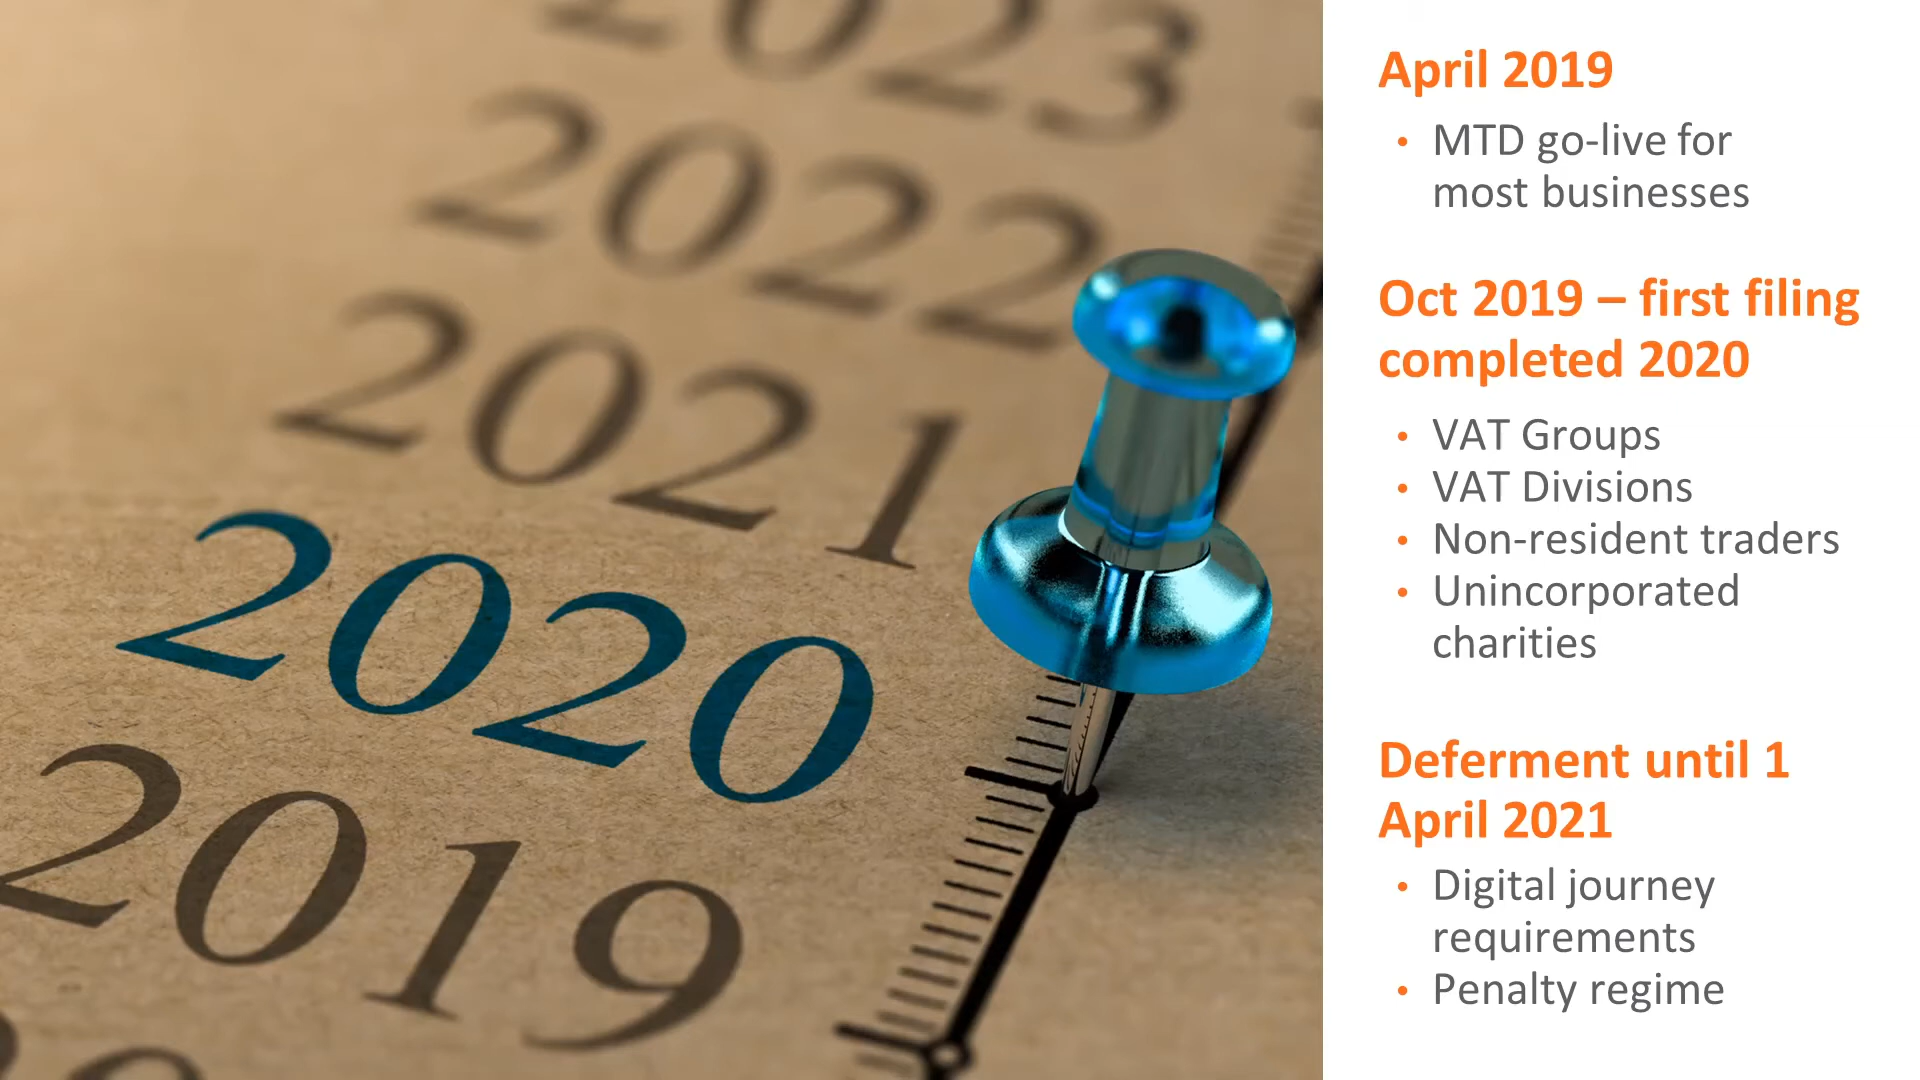 2023
2022
2021
2020
2019
April 2019
• MTD go-live for
most businesses
Oct 2019 – first filing
completed 2020
• VAT Groups
• VAT Divisions
• Non-resident traders
• Unincorporated
charities
Deferment until 1
April 2021
• Digital journey
requirements
• Penalty regime